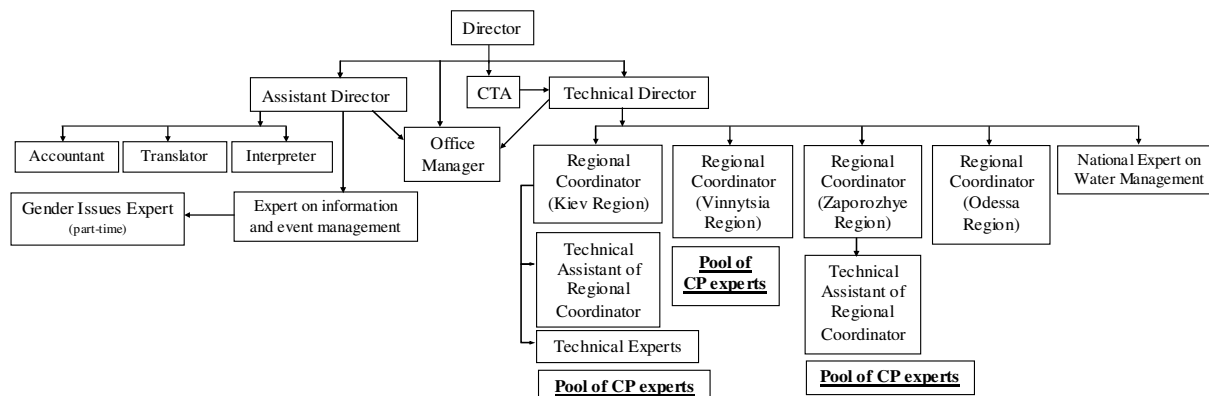 Director
Assistant Director
CTA
Technical Director
Accountant
Translator
Interpreter
Office
Manager
Regional
Coordinator
(Kiev Region)
Regional
Coordinator
(Vinnytsia
Region)
Regional
Coordinator
(Zaporozhye
Region)
Regional
Coordinator
(Odessa
Region)
National Expert on
Water Management
Gender Issues Expert
(part-time)
Expert on information
and event management
Technical
Assistant of
Regional
Coordinator
Technical Experts
Pool of CP experts
Pool of
CP experts
Technical
Assistant of
Regional
Coordinator
Pool of CP experts